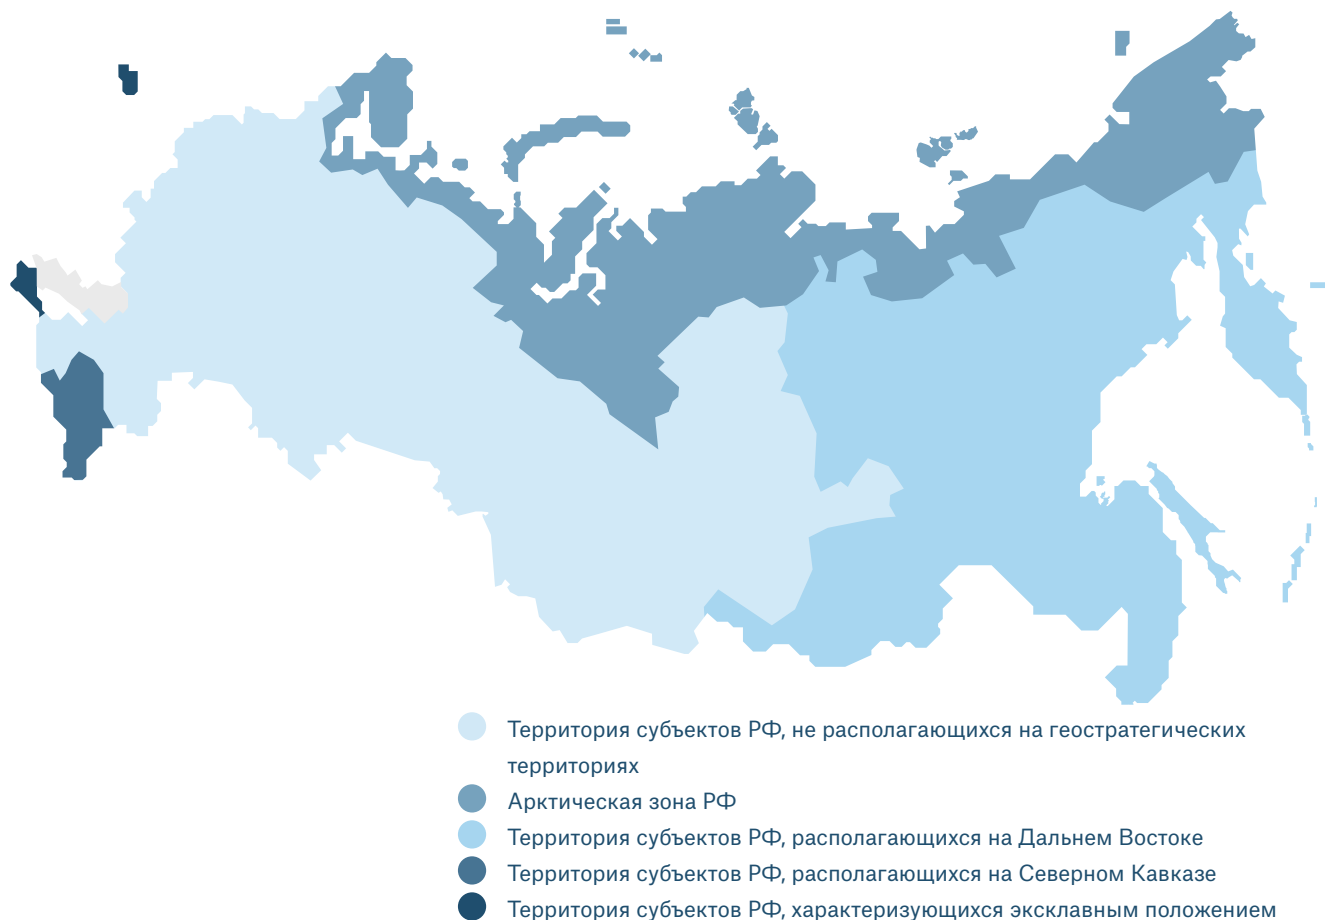 Территория субъектов РФ, не располагающихся на геостратегических
территориях
Арктическая зона РФ
Территория субъектов РФ, располагающихся на Дальнем Востоке
Территория субъектов РФ, располагающихся на Северном Кавказе
Территория субъектов РФ, характеризующихся эксклавным положением